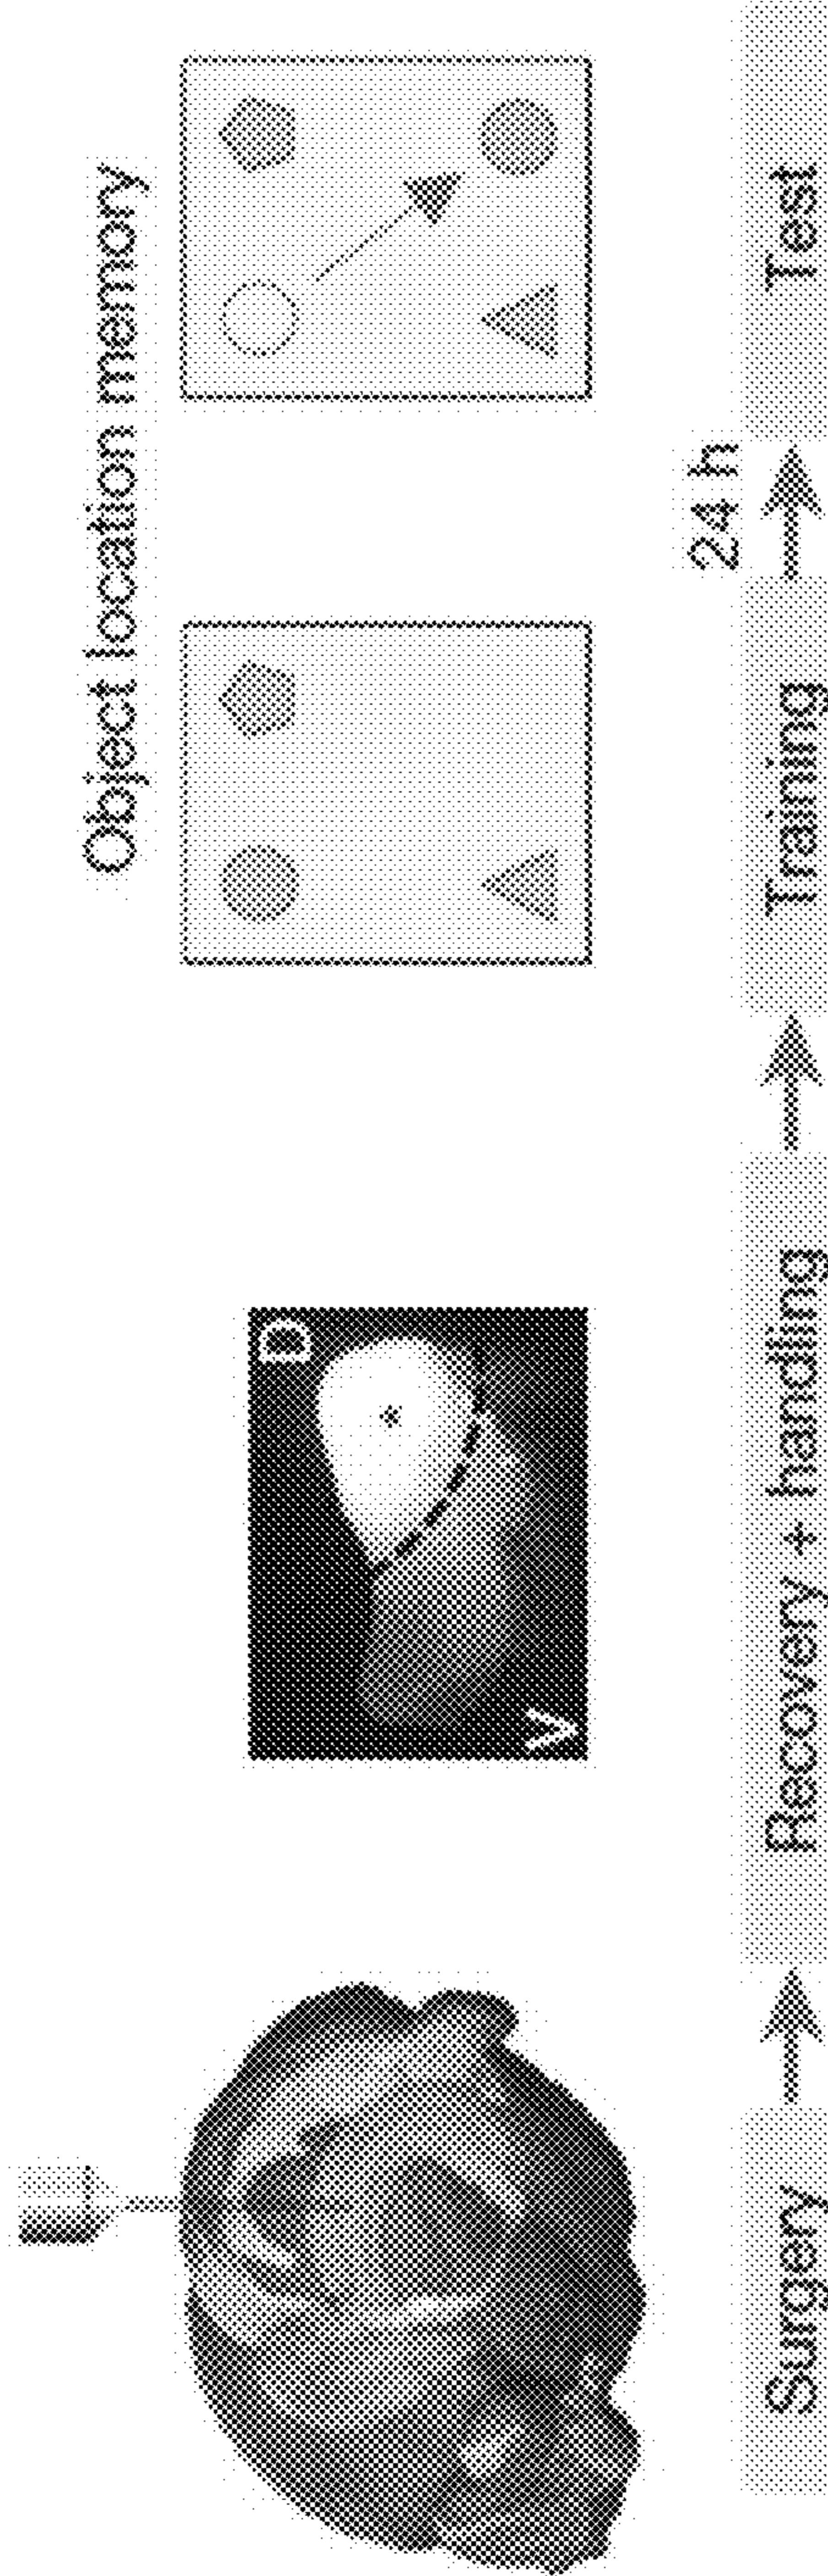 Object location memory
D
V
24 h
Surgery
Recovery + handling
Training
Test